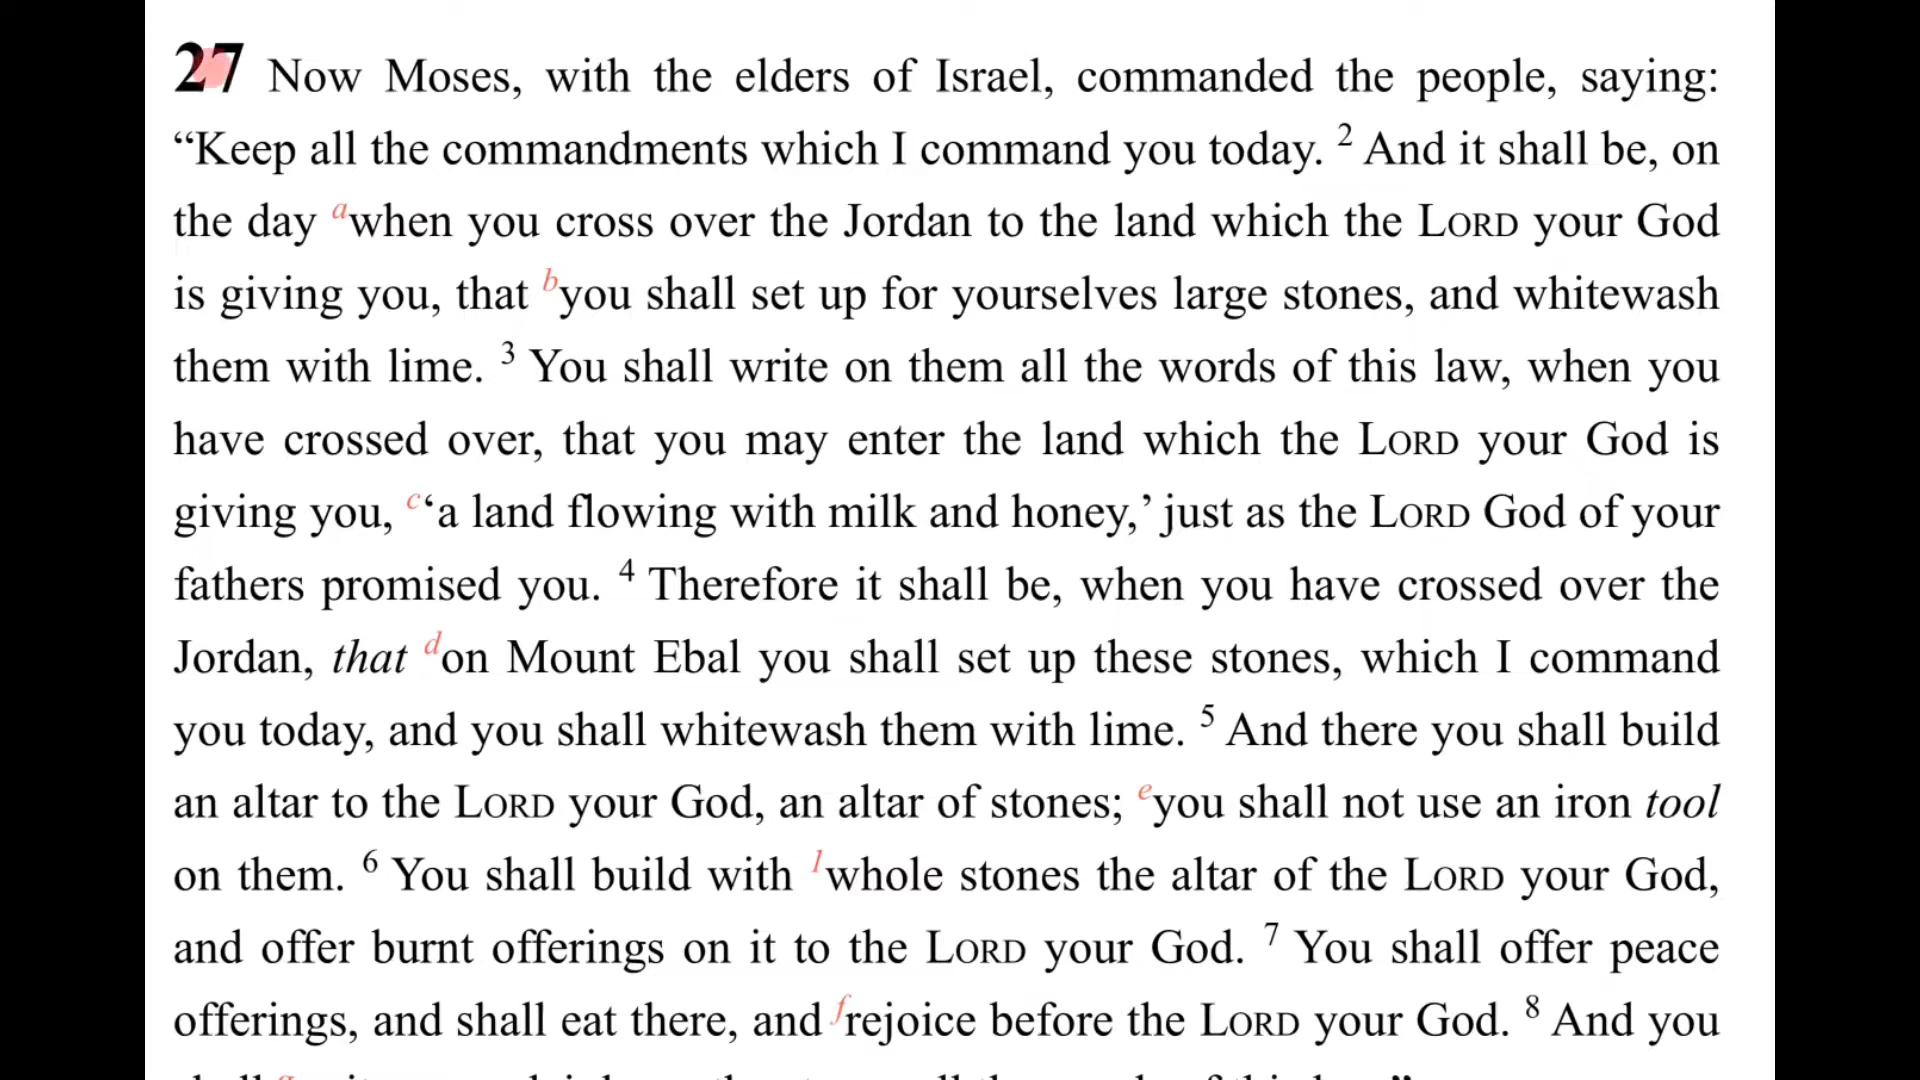 27 Now Moses, with the elders of Israel, commanded the people, saying:
“Keep all the commandments which I command you today. 2 And it shall be, on
the day a when you cross over the Jordan to the land which the LORD your God
is giving you, that b you shall set up for yourselves large stones, and whitewash
them with lime. 3 You shall write on them all the words of this law, when you
have crossed over, that you may enter the land which the LORD your God is
giving you, c ‘a land flowing with milk and honey,’ just as the LORD God of your
fathers promised you. 4 Therefore it shall be, when you have crossed over the
Jordan, that d on Mount Ebal you shall set up these stones, which I command
you today, and you shall whitewash them with lime. 5 And there you shall build
an altar to the LORD your God, an altar of stones; e you shall not use an iron tool
on them. 6 You shall build with 1 whole stones the altar of the LORD your God,
and offer burnt offerings on it to the LORD your God. 7 You shall offer peace
offerings, and shall eat there, and f rejoice before the LORD your God. 8 And you